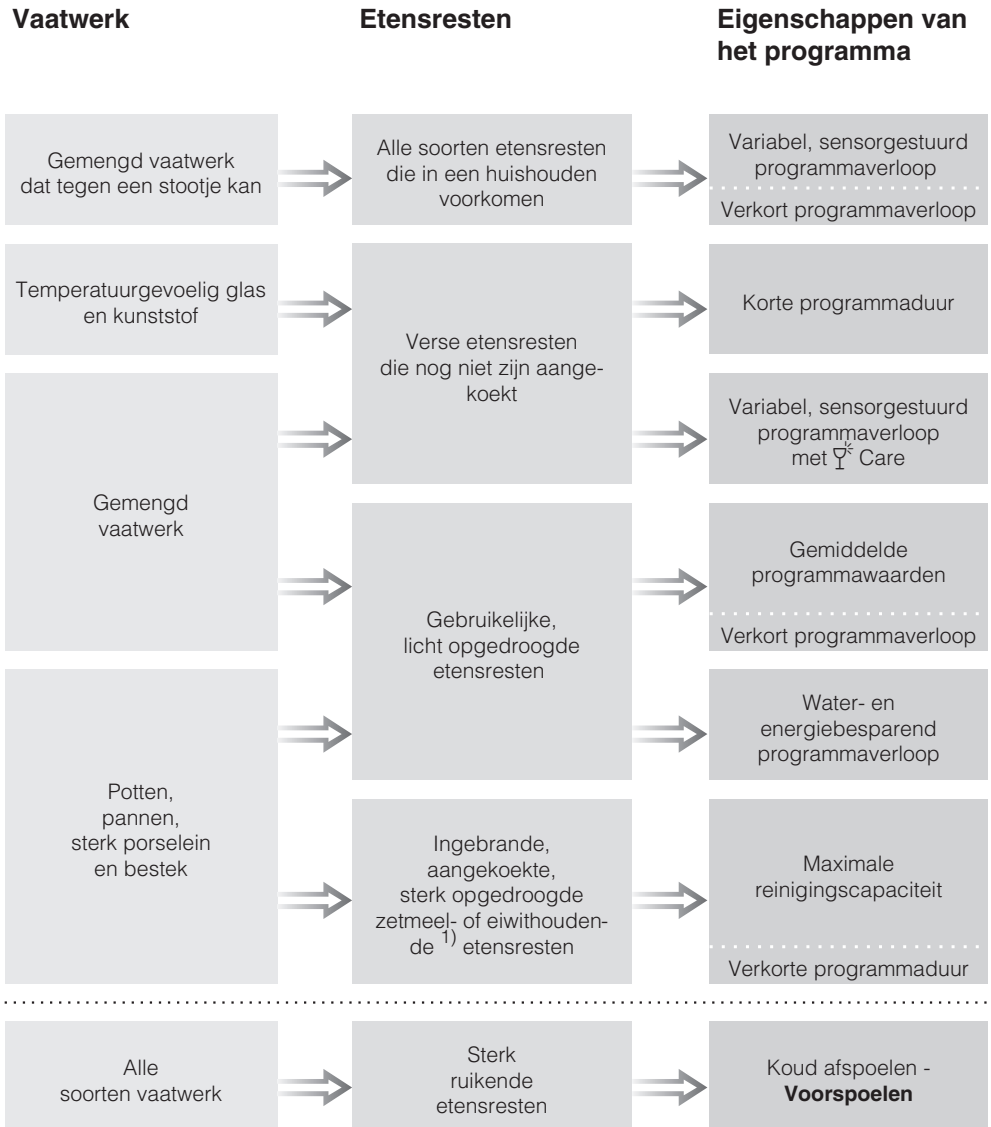 Vaatwerk
Etensresten
Eigenschappen van
het programma
Gemengd vaatwerk
dat tegen een stootje kan
Alle soorten etensresten
die in een huishouden
voorkomen
Variabel, sensorgestuurd
programmaverloop
Verkort programmaverloop
Temperatuurgevoelig glas
en kunststof
Verse etensresten
die nog niet zijn aange-
koekt
Korte programmaduur
Gemengd
vaatwerk
Variabel, sensorgestuurd
programmaverloop
met Care
Gebruikelijke,
licht opgedroogde
etensresten
Gemiddelde
programmawaarden
Verkort programmaverloop
Potten,
pannen,
sterk porselein
en bestek
Water- en
energiebesparend
programmaverloop
Ingebrande,
aangekoekte,
sterk opgedroogde
zetmeel- of eiwithouden-
de 1) etensresten
Maximale
reinigingscapaciteit
Verkorte programmaduur
Alle
soorten vaatwerk
Sterk
ruikende
etensresten
Koud afspoelen -
Voorspoelen